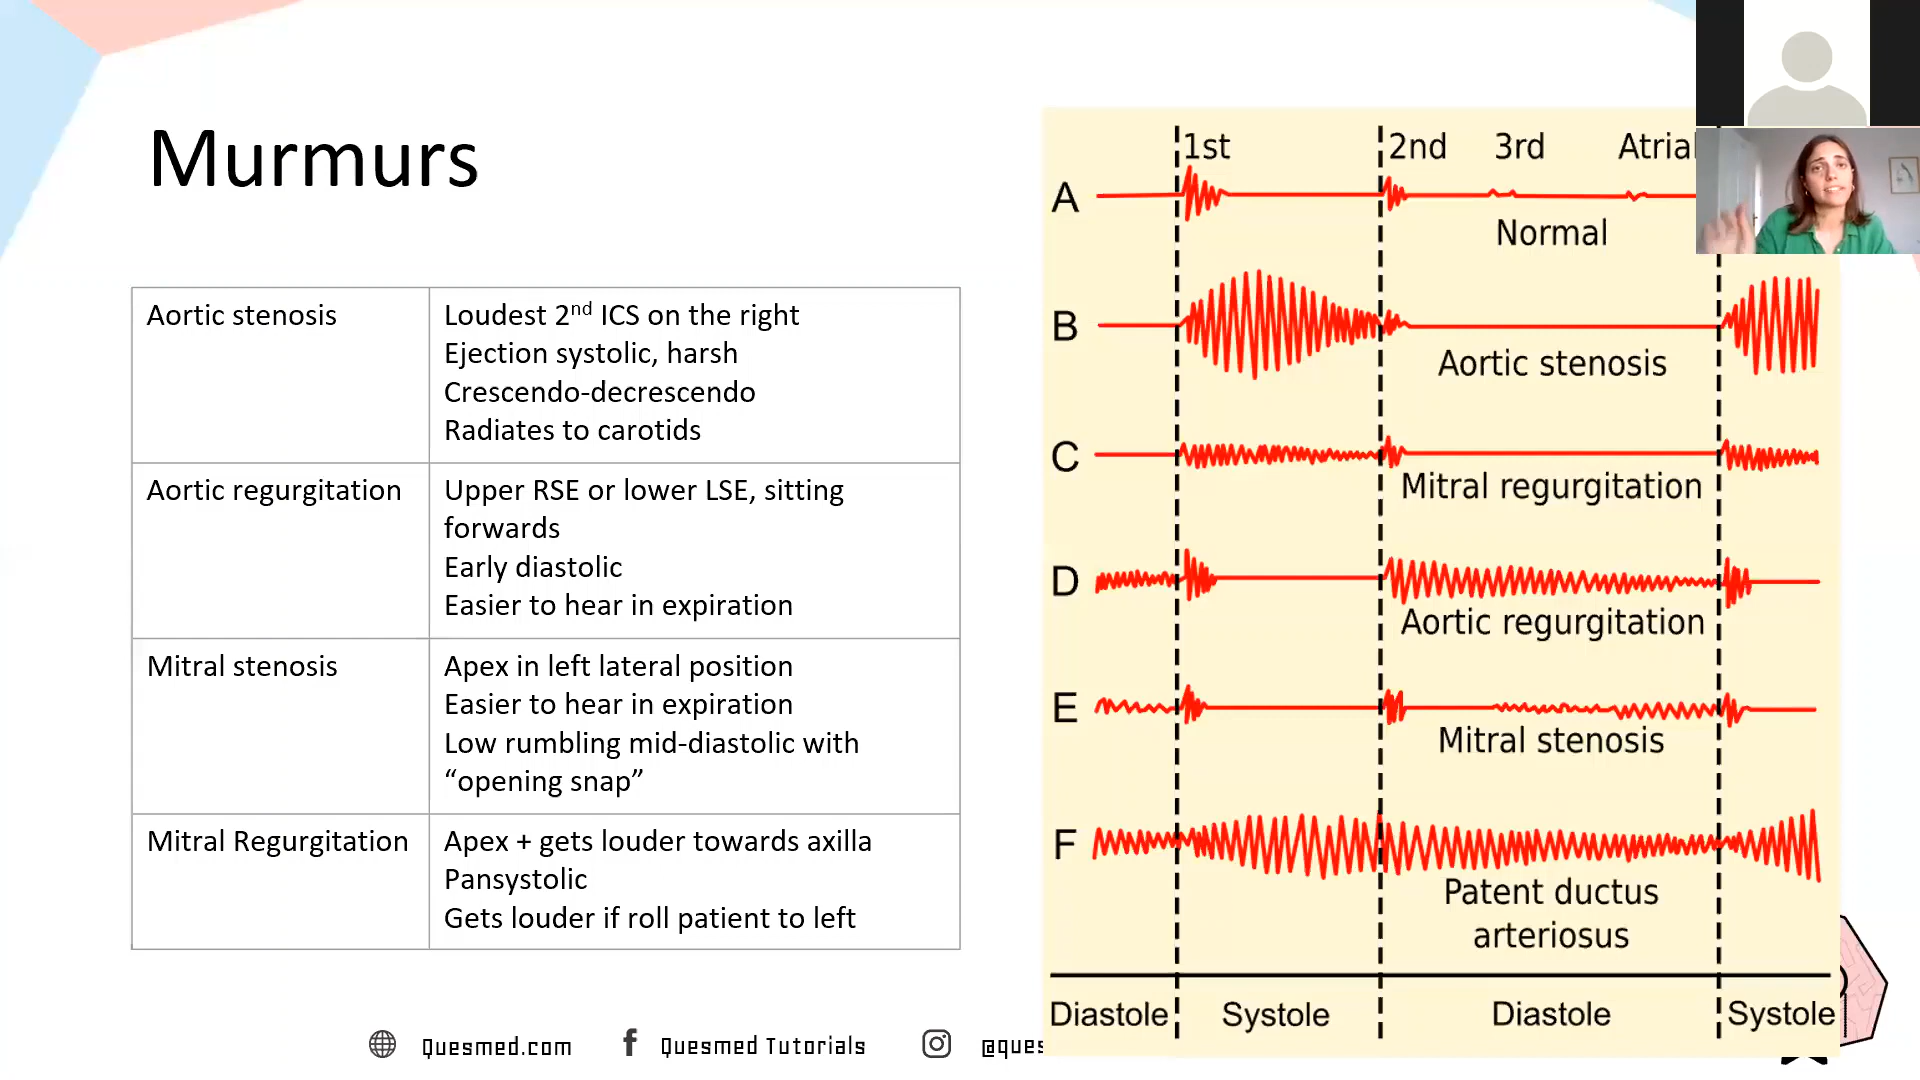 Murmurs
Aortic stenosis
Loudest 2nd ICS on the right
Ejection systolic, harsh
Crescendo-decrescendo
Radiates to carotids
Aortic regurgitation
Upper RSE or lower LSE, sitting
forwards
Early diastolic
Easier to hear in expiration
Mitral stenosis
Apex in left lateral position
Easier to hear in expiration
Low rumbling mid-diastolic with
“opening snap”
Mitral Regurgitation
Apex + gets louder towards axilla
Pansystolic
Gets louder if roll patient to left
1st 2nd 3rd Atrial
A
Normal
B
Aortic stenosis
C
Mitral regurgitation
D
Aortic regurgitation
E
Mitral stenosis
F
Patent ductus
arteriosus
Diastole Systole Diastole Systole
Quesmed.com Quesmed Tutorials @ques